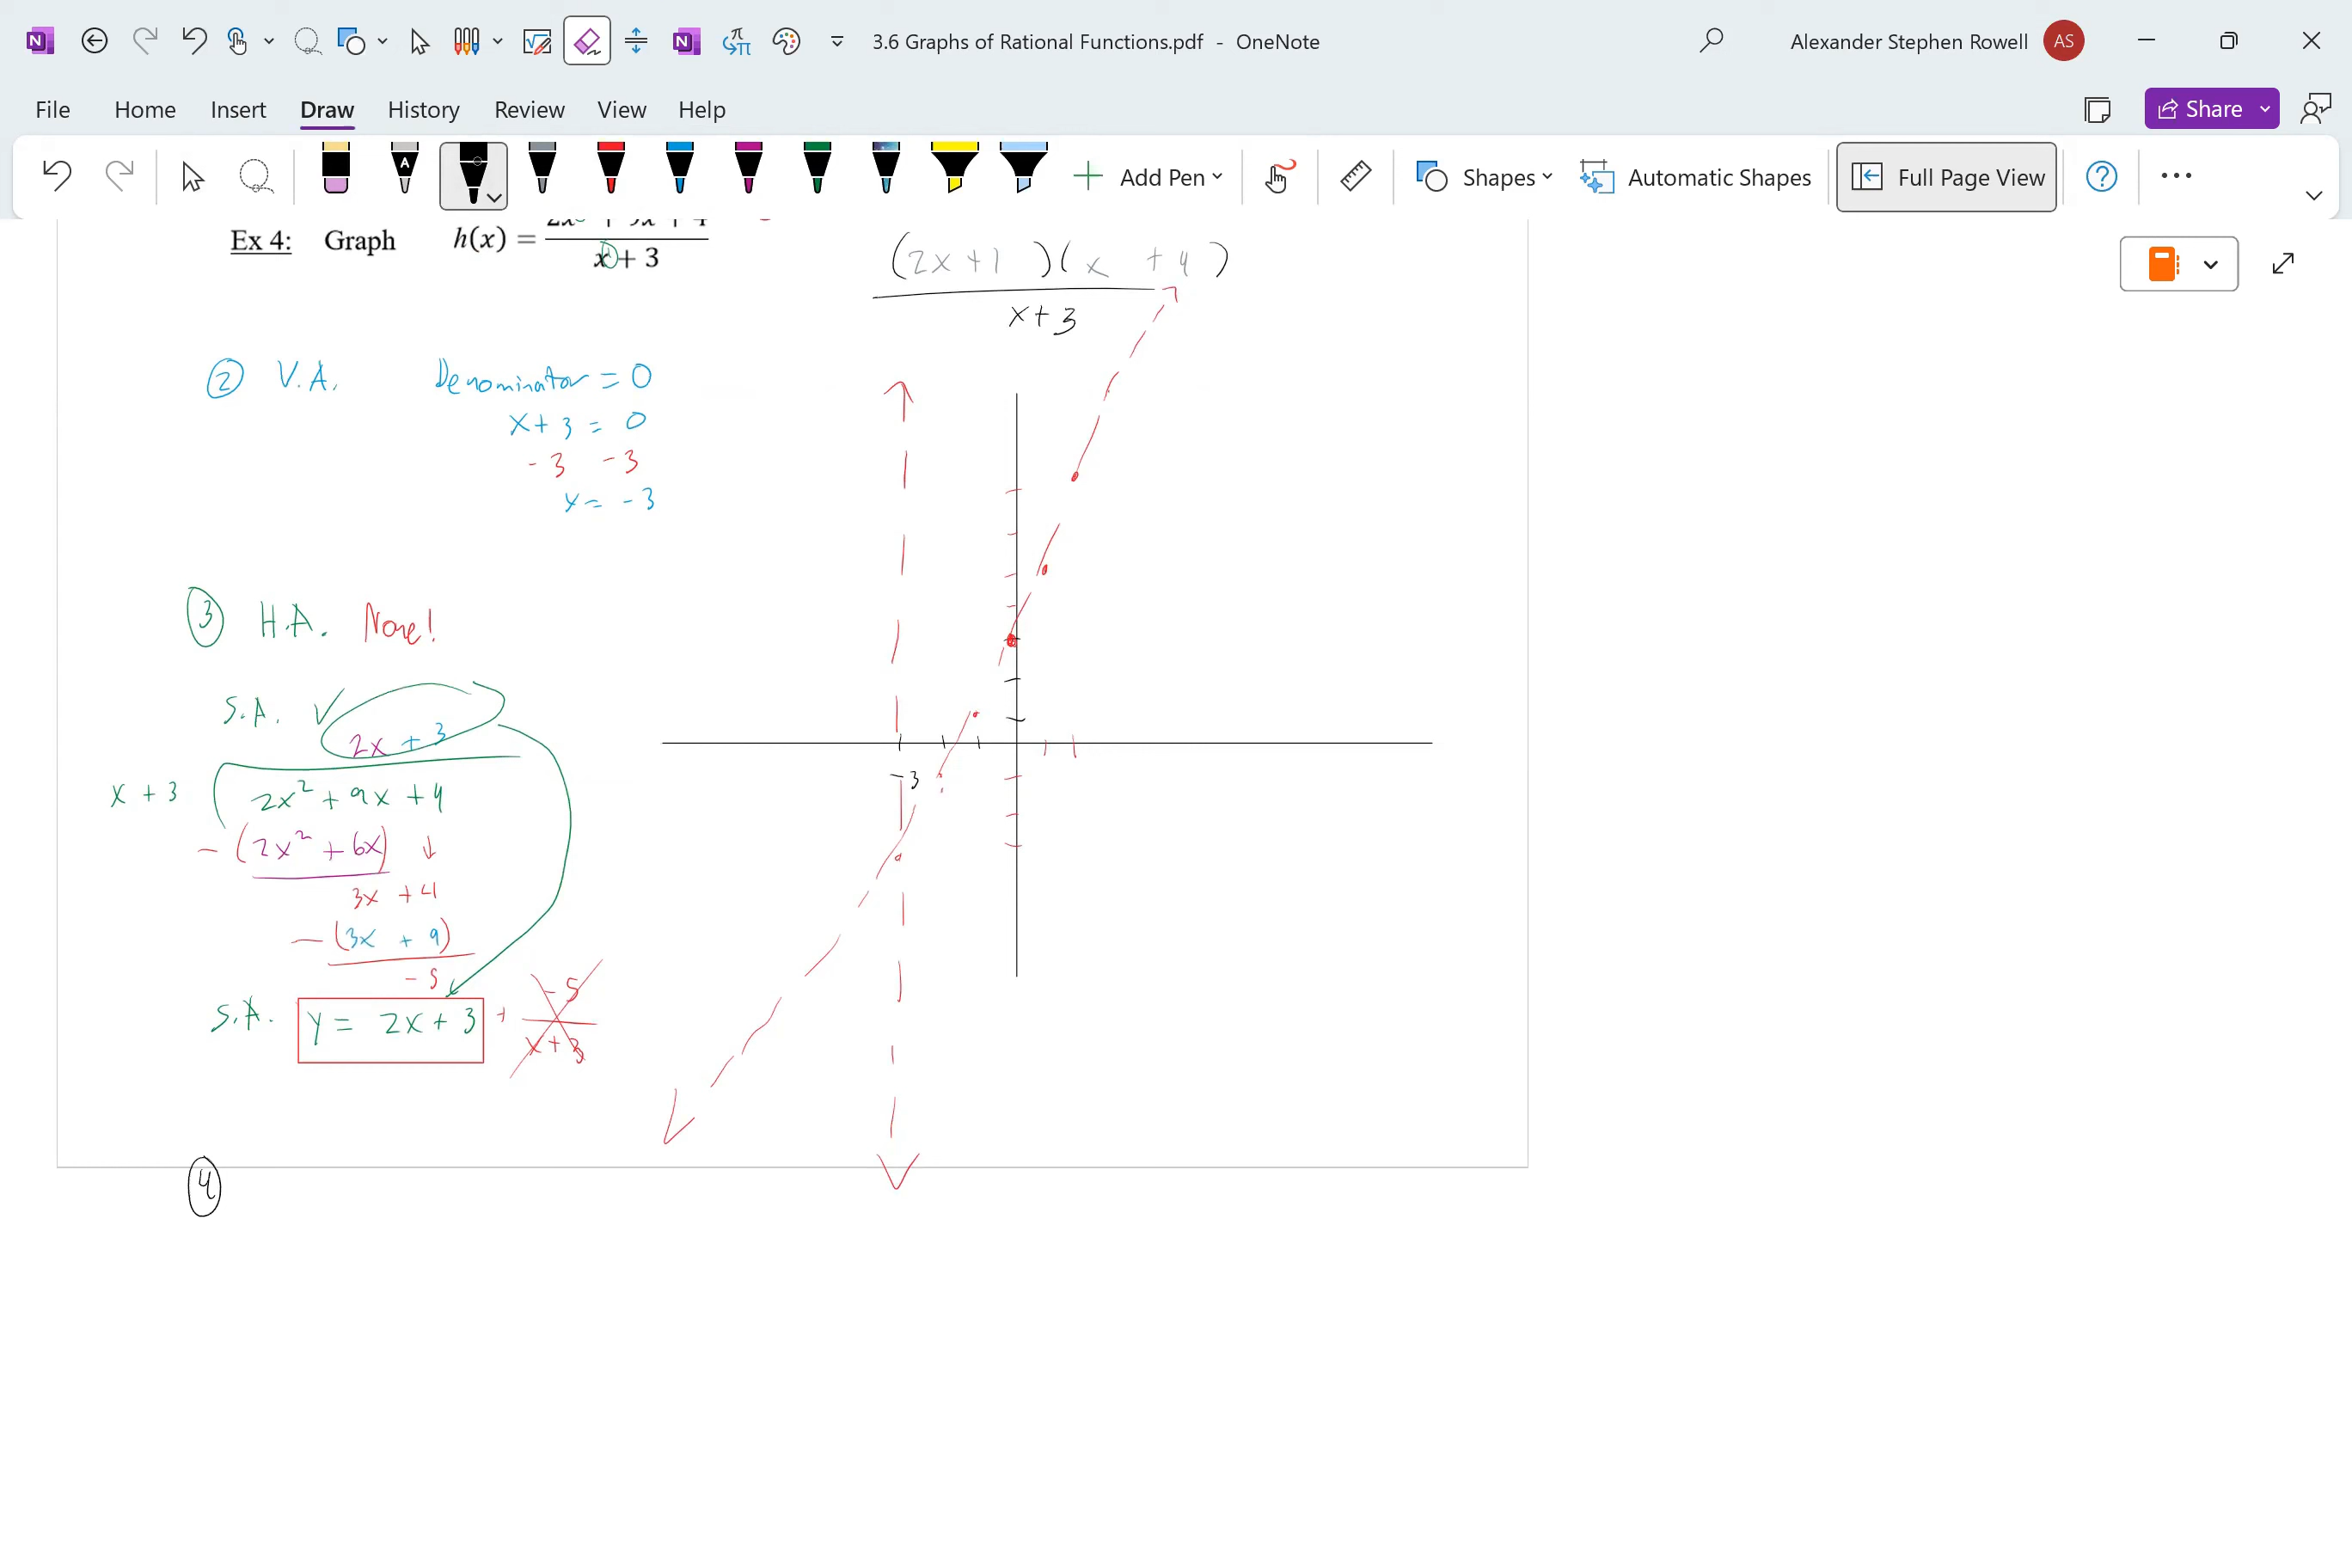 3.6 Graphs of Rational Functions.pdf - OneNote
Alexander Stephen Rowell AS
File Home Insert Draw History Review View Help
Share
Add Pen Shapes Automatic Shapes Full Page View
Ex 4: Graph h(x) =
x + 3
(2x + 1)(x + 4)
x + 3
② V.A. Denominator = 0
x + 3 = 0
- 3 - 3
x = - 3
③ H.A. None!
S.A. ✓
2x + 3
x + 3
2x² + 9x + 4
- (2x² + 6x) ↓
3x + 4
- (3x + 9)
- 5
S.A. y = 2x + 3 + -5
x + 3
-3
④